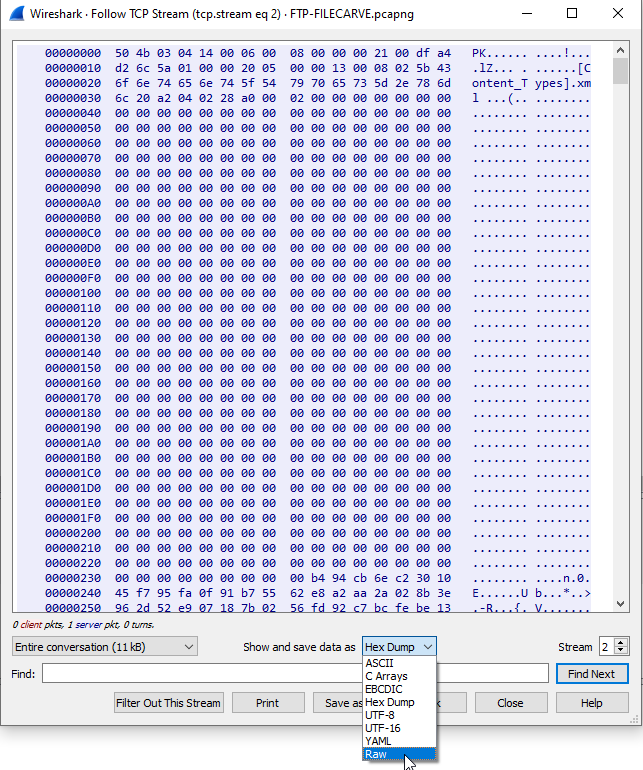 Wireshark · Follow TCP Stream (tcp.stream eq 2) · FTP-FILECARVE.pcapng
00000000 50 4b 03 04 14 00 06 00 08 00 00 00 21 00 df a4 PK...... ....!...
00000010 d2 6c 5a 01 00 00 20 05 00 00 13 00 08 02 5b 43 .lZ... . ......[C
00000020 6f 6e 74 65 6e 74 5f 54 79 70 65 73 5d 2e 78 6d ontent_T ypes].xm
00000030 6c 20 a2 04 02 28 a0 00 02 00 00 00 00 00 00 00 l ...(.. ........
00000040 00 00 00 00 00 00 00 00 00 00 00 00 00 00 00 00 ........ ........
00000050 00 00 00 00 00 00 00 00 00 00 00 00 00 00 00 00 ........ ........
00000060 00 00 00 00 00 00 00 00 00 00 00 00 00 00 00 00 ........ ........
00000070 00 00 00 00 00 00 00 00 00 00 00 00 00 00 00 00 ........ ........
00000080 00 00 00 00 00 00 00 00 00 00 00 00 00 00 00 00 ........ ........
00000090 00 00 00 00 00 00 00 00 00 00 00 00 00 00 00 00 ........ ........
000000A0 00 00 00 00 00 00 00 00 00 00 00 00 00 00 00 00 ........ ........
000000B0 00 00 00 00 00 00 00 00 00 00 00 00 00 00 00 00 ........ ........
000000C0 00 00 00 00 00 00 00 00 00 00 00 00 00 00 00 00 ........ ........
000000D0 00 00 00 00 00 00 00 00 00 00 00 00 00 00 00 00 ........ ........
000000E0 00 00 00 00 00 00 00 00 00 00 00 00 00 00 00 00 ........ ........
000000F0 00 00 00 00 00 00 00 00 00 00 00 00 00 00 00 00 ........ ........
00000100 00 00 00 00 00 00 00 00 00 00 00 00 00 00 00 00 ........ ........
00000110 00 00 00 00 00 00 00 00 00 00 00 00 00 00 00 00 ........ ........
00000120 00 00 00 00 00 00 00 00 00 00 00 00 00 00 00 00 ........ ........
00000130 00 00 00 00 00 00 00 00 00 00 00 00 00 00 00 00 ........ ........
00000140 00 00 00 00 00 00 00 00 00 00 00 00 00 00 00 00 ........ ........
00000150 00 00 00 00 00 00 00 00 00 00 00 00 00 00 00 00 ........ ........
00000160 00 00 00 00 00 00 00 00 00 00 00 00 00 00 00 00 ........ ........
00000170 00 00 00 00 00 00 00 00 00 00 00 00 00 00 00 00 ........ ........
00000180 00 00 00 00 00 00 00 00 00 00 00 00 00 00 00 00 ........ ........
00000190 00 00 00 00 00 00 00 00 00 00 00 00 00 00 00 00 ........ ........
000001A0 00 00 00 00 00 00 00 00 00 00 00 00 00 00 00 00 ........ ........
000001B0 00 00 00 00 00 00 00 00 00 00 00 00 00 00 00 00 ........ ........
000001C0 00 00 00 00 00 00 00 00 00 00 00 00 00 00 00 00 ........ ........
000001D0 00 00 00 00 00 00 00 00 00 00 00 00 00 00 00 00 ........ ........
000001E0 00 00 00 00 00 00 00 00 00 00 00 00 00 00 00 00 ........ ........
000001F0 00 00 00 00 00 00 00 00 00 00 00 00 00 00 00 00 ........ ........
00000200 00 00 00 00 00 00 00 00 00 00 00 00 00 00 00 00 ........ ........
00000210 00 00 00 00 00 00 00 00 00 00 00 00 00 00 00 00 ........ ........
00000220 00 00 00 00 00 00 00 00 00 00 00 00 00 00 00 00 ........ ........
00000230 00 00 00 00 00 00 00 00 00 b4 94 cb 6e c2 30 10 ........ ....n.0.
00000240 45 f7 95 fa 0f 91 b7 55 62 e8 a2 aa 2a 02 8b 3e E......U b...*..>
00000250 96 2d 52 e9 07 18 7b 02 56 fd 92 c7 bc fe be 13 .-R...{. V.......
0 client pkts, 1 server pkt, 0 turns.
Entire conversation (11 kB) Show and save data as Hex Dump Stream 2
ASCII
C Arrays
EBCDIC
Hex Dump
UTF-8
UTF-16
YAML
Raw
Find: Find Next
Filter Out This Stream Print Save as Close Help